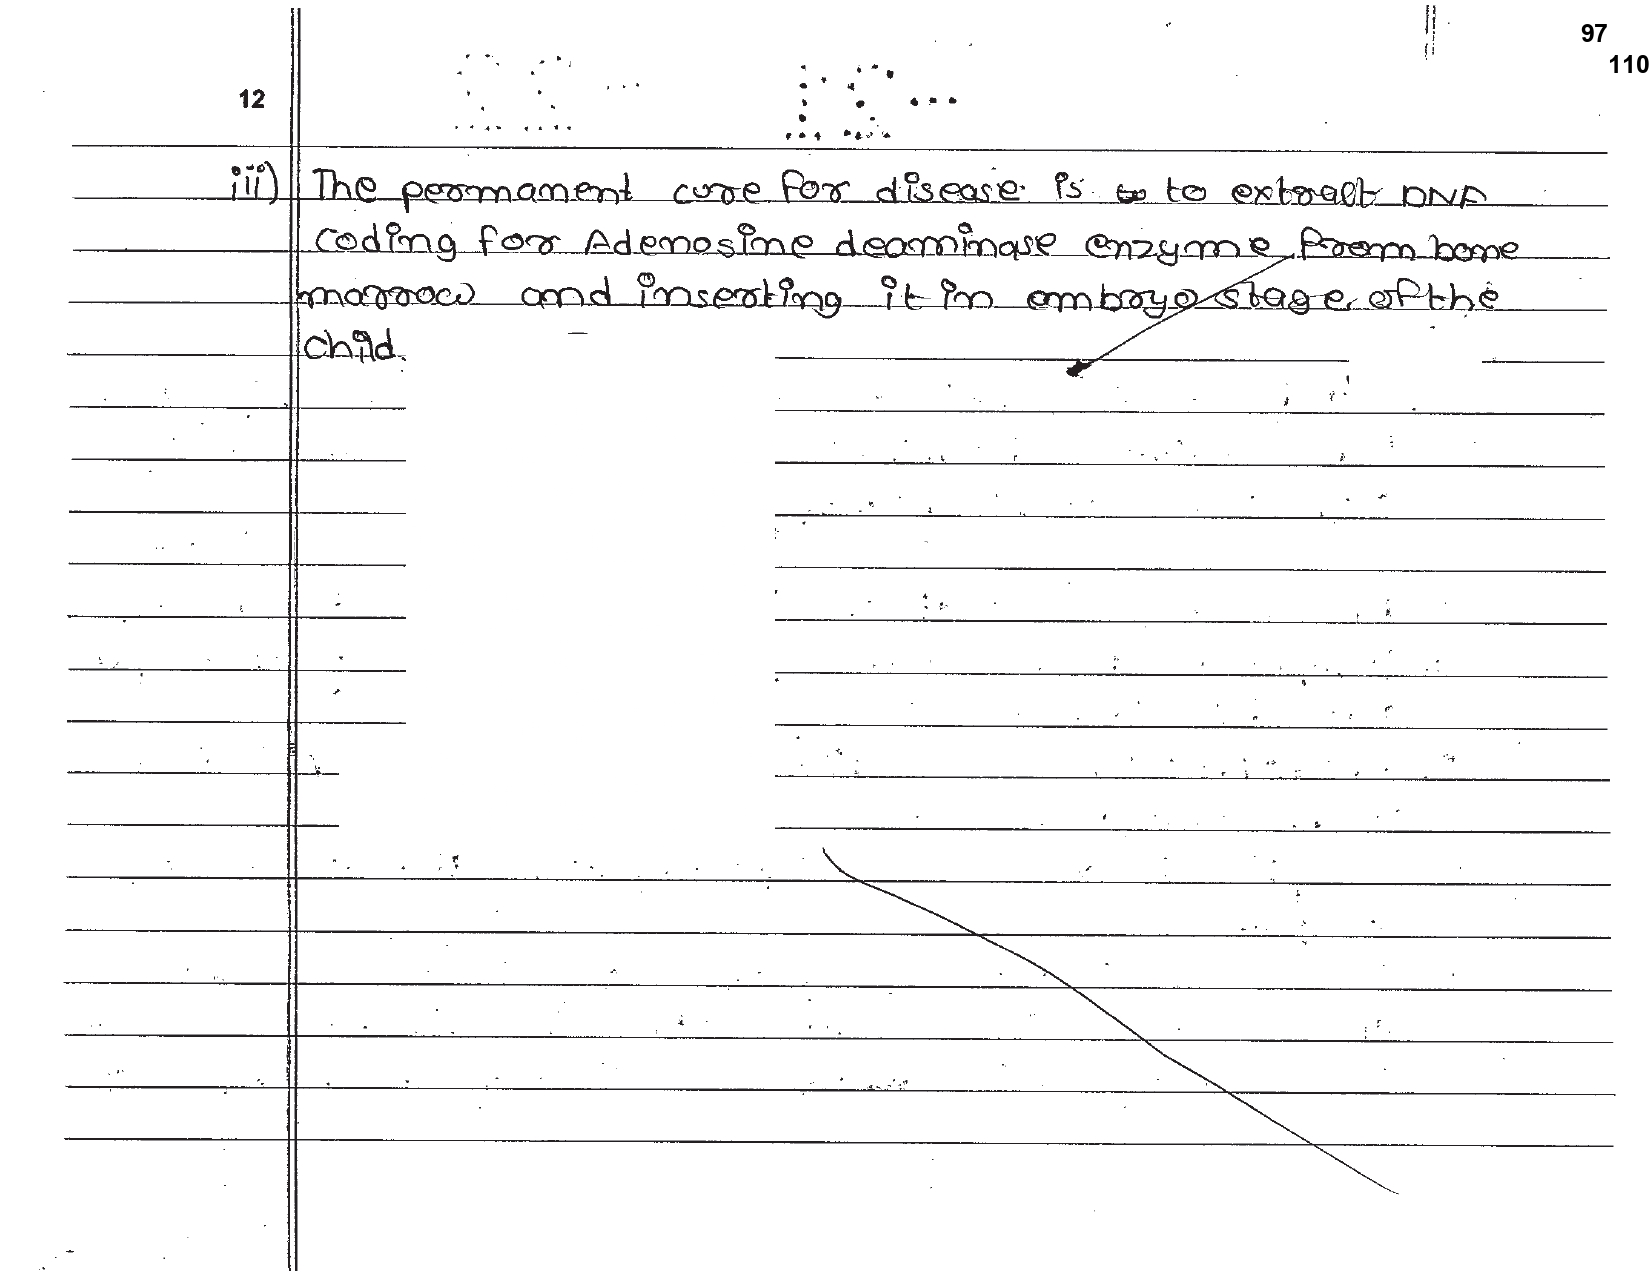 97
110
12
iii) The permanent cure for disease is to extract DNA
coding for Adenosine deaminase enzyme from bone
marrow and inserting it in embryo stage of the
child.